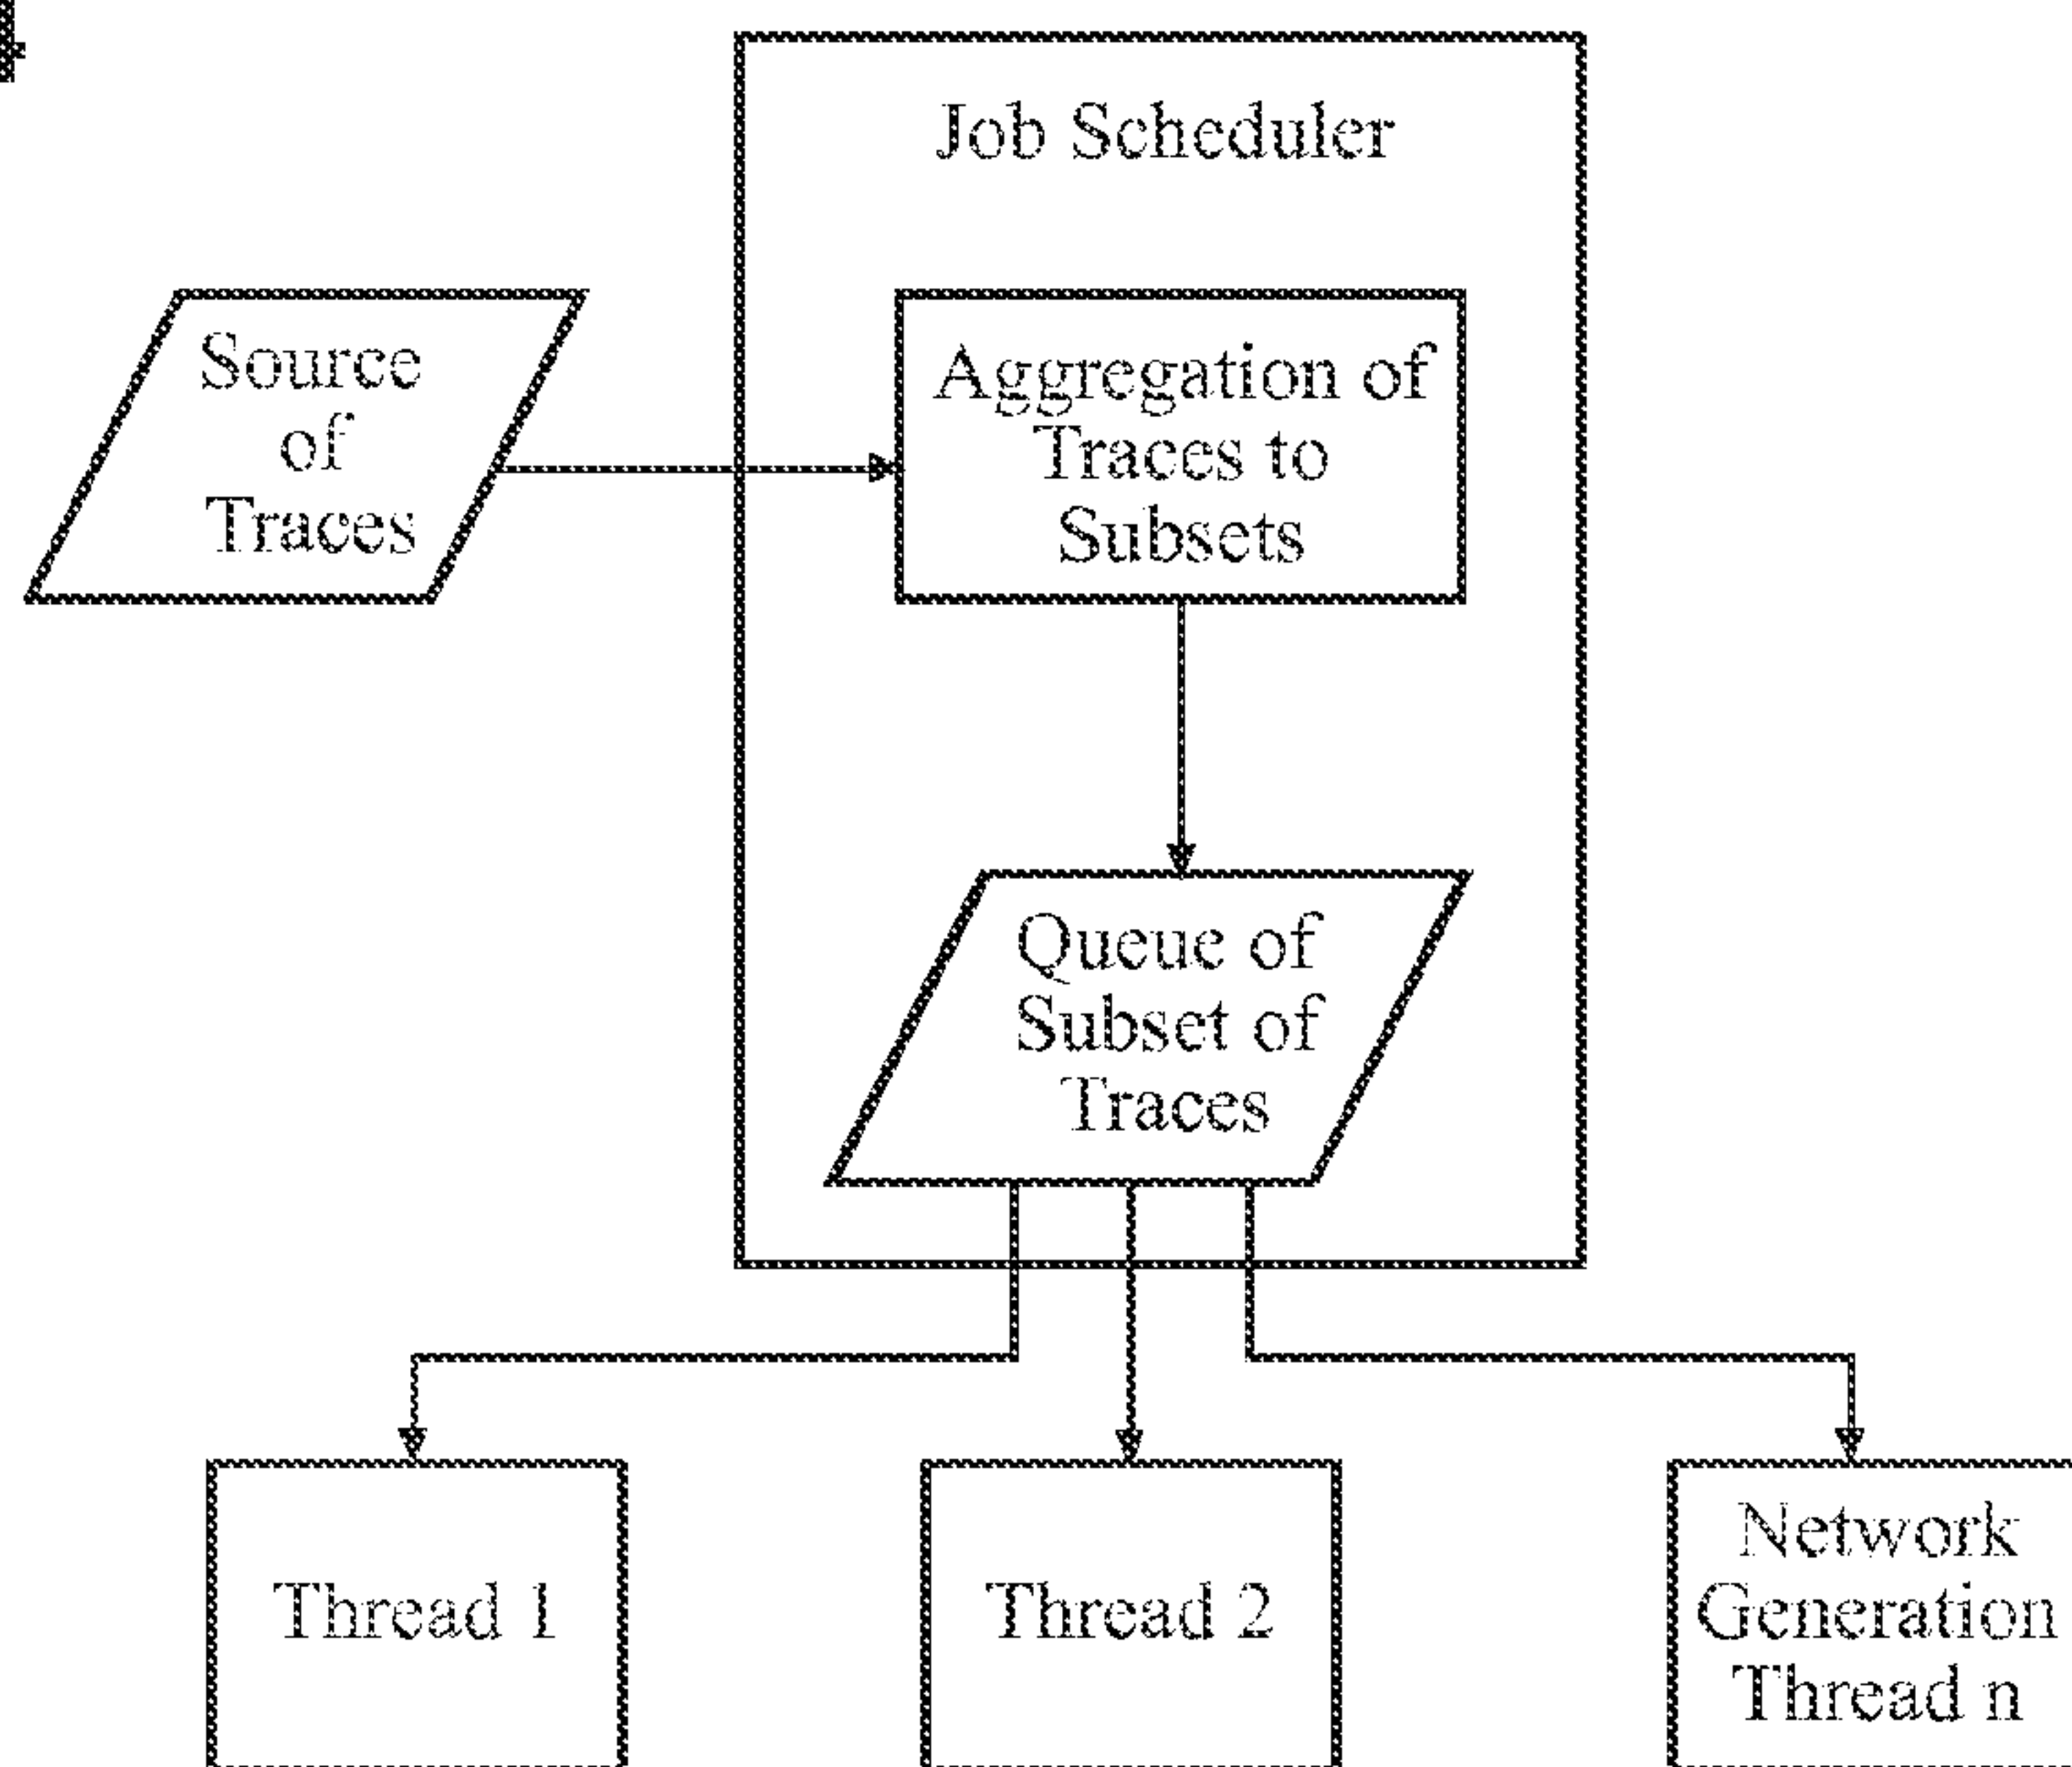 Job Scheduler
Source
of
Traces
Aggregation of
Traces to
Subsets
Queue of
Subset of
Traces
Thread 1
Thread 2
Network
Generation
Thread n